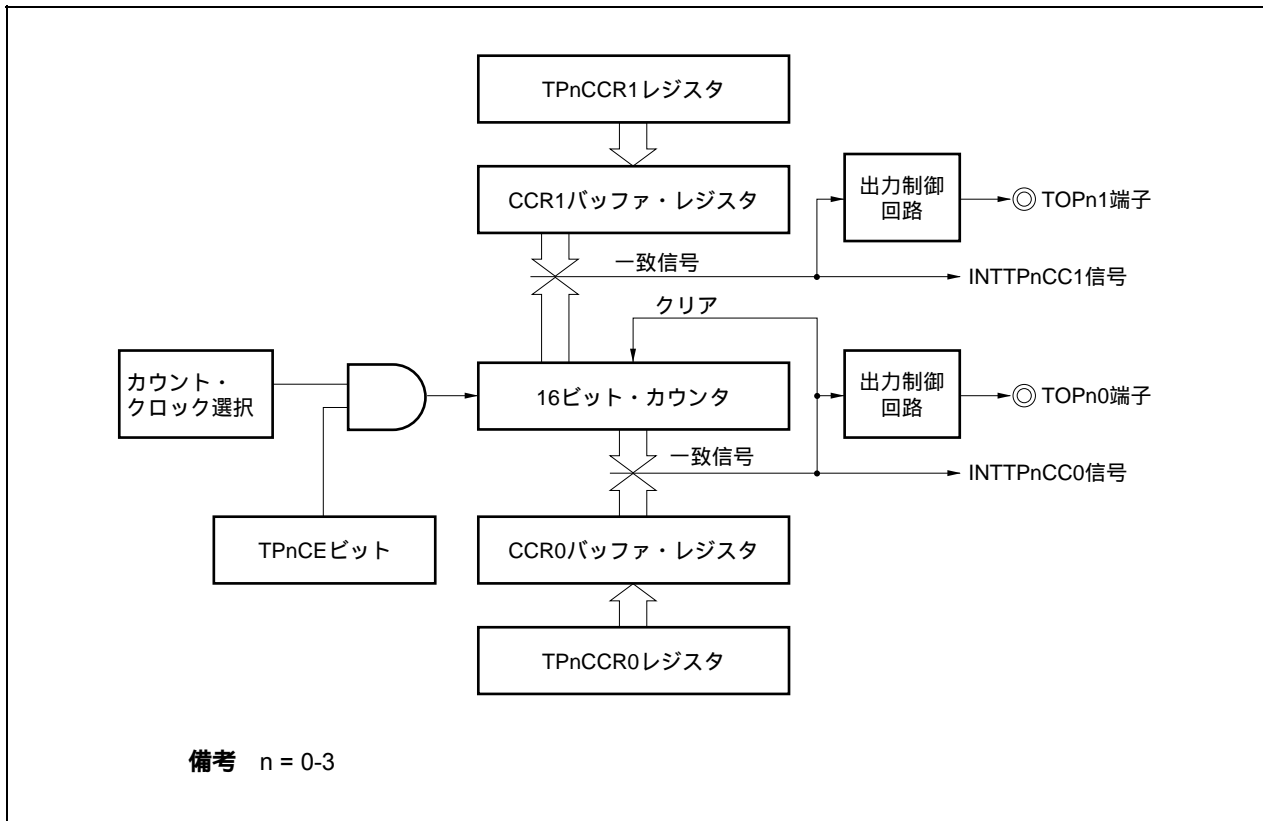 TPnCCR1レジスタ
CCR1バッファ・レジスタ
出力制御
回路
TOPn1端子
一致信号
INTTPnCC1信号
クリア
カウント・
クロック選択
16ビット・カウンタ
出力制御
回路
TOPn0端子
一致信号
INTTPnCC0信号
TPnCEビット
CCR0バッファ・レジスタ
TPnCCR0レジスタ
備考 n = 0-3